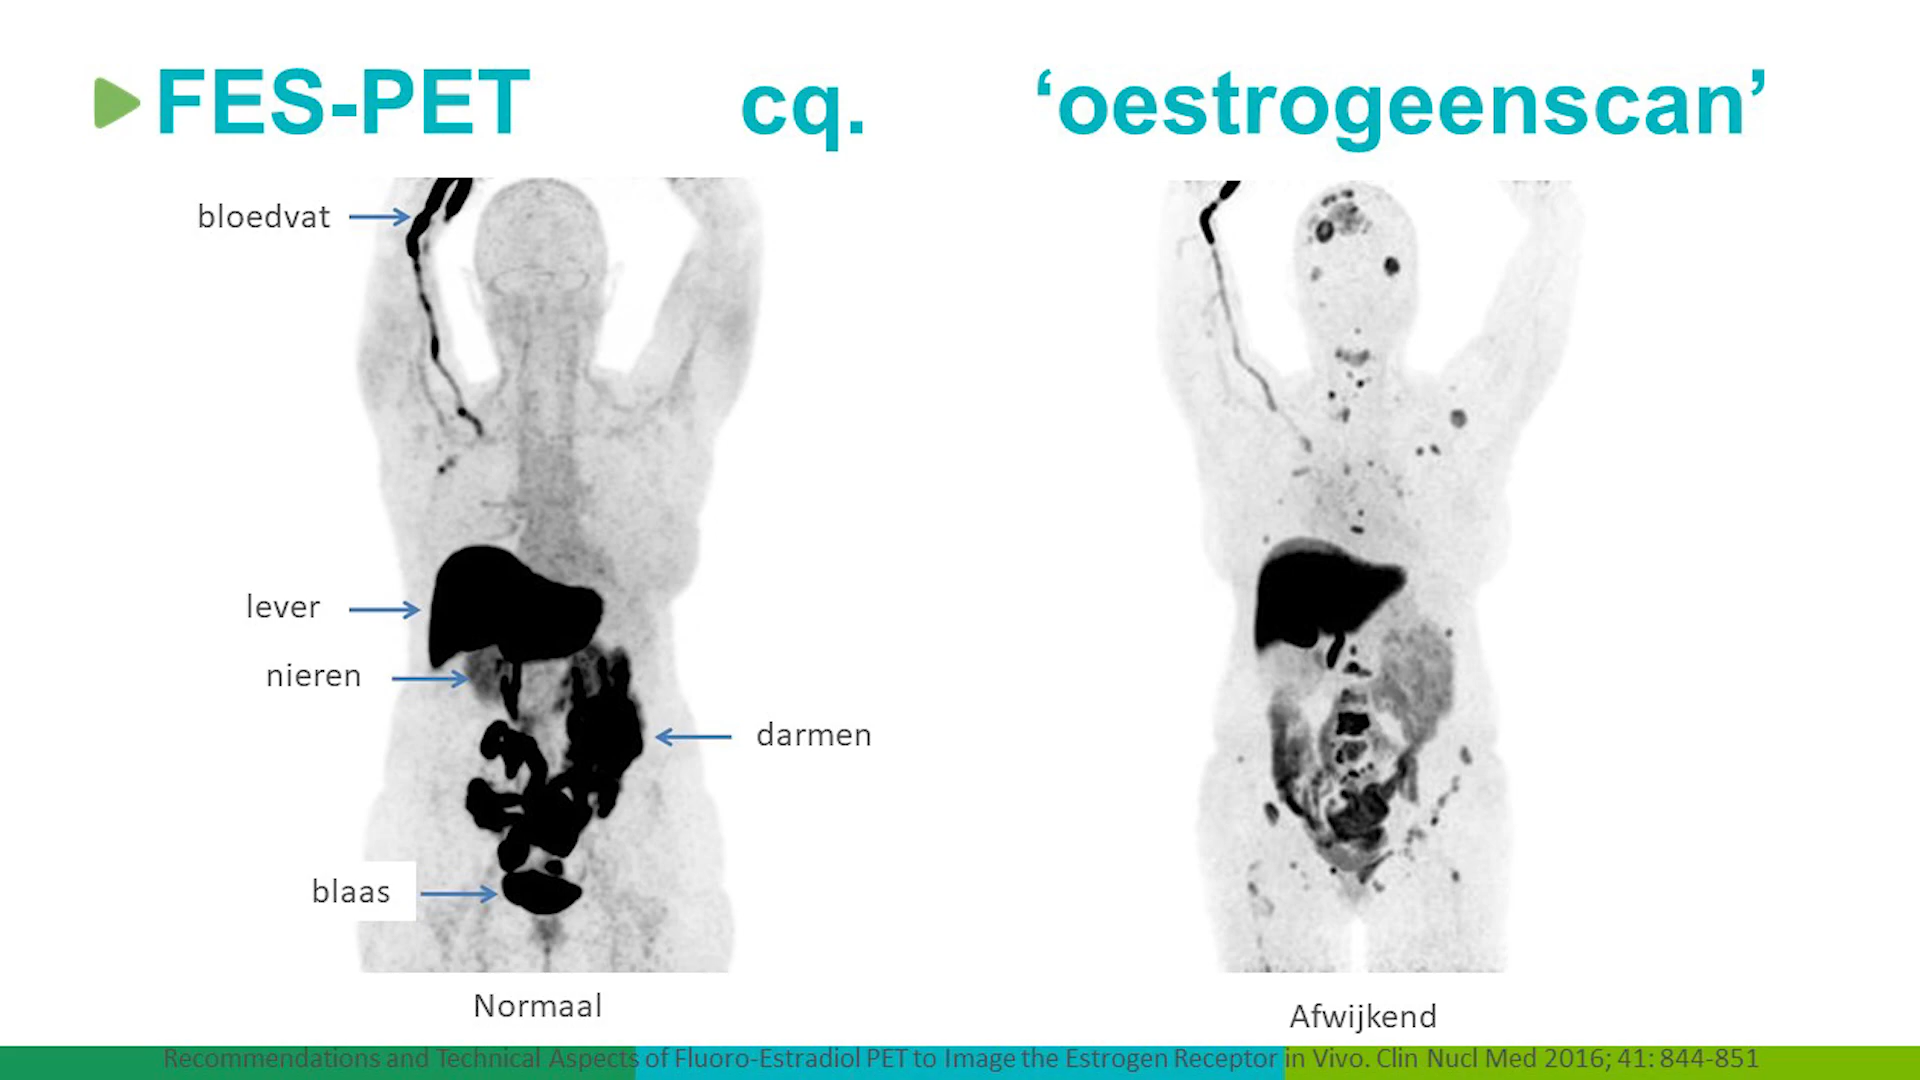 FES-PET cq. ‘oestrogeenscan’
bloedvat
lever
nieren
darmen
blaas
Normaal
Afwijkend
Recommendations and Technical Aspects of Fluoro-Estradiol PET to Image the Estrogen Receptor in Vivo. Clin Nucl Med 2016; 41: 844-851